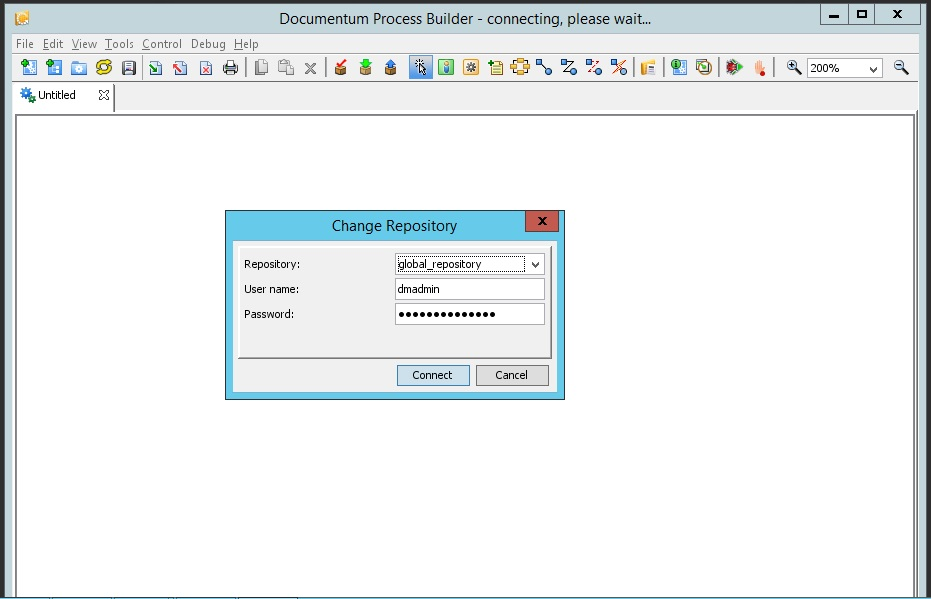 Documentum Process Builder - connecting, please wait...
File Edit View Tools Control Debug Help
200%
Untitled
Change Repository
Repository: global_repository
User name: dmadmin
Password: ●●●●●●●●●●●●●●
Connect Cancel